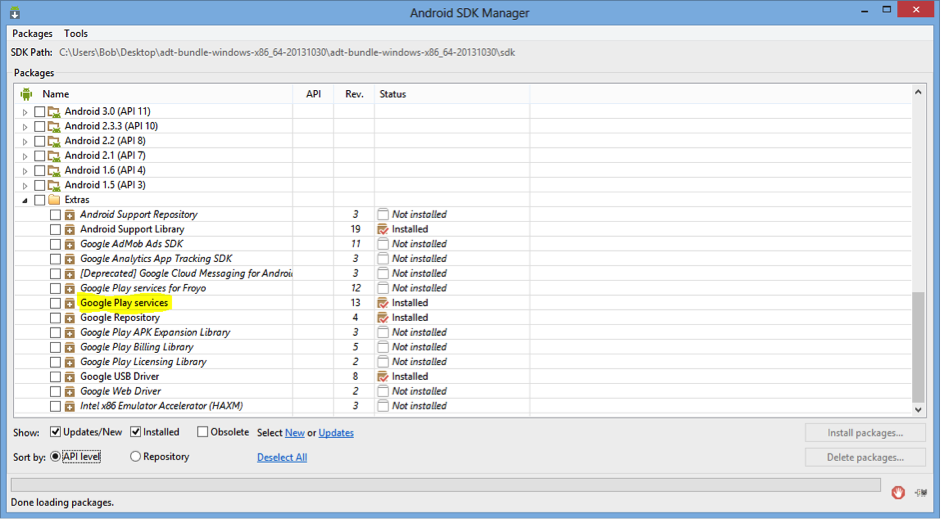 Android SDK Manager
Packages Tools
SDK Path: C:\Users\Bob\Desktop\adt-bundle-windows-x86_64-20131030\adt-bundle-windows-x86_64-20131030\sdk
Packages
Name API Rev. Status
Android 3.0 (API 11)
Android 2.3.3 (API 10)
Android 2.2 (API 8)
Android 2.1 (API 7)
Android 1.6 (API 4)
Android 1.5 (API 3)
Extras
Android Support Repository 3 Not installed
Android Support Library 19 Installed
Google AdMob Ads SDK 11 Not installed
Google Analytics App Tracking SDK 3 Not installed
[Deprecated] Google Cloud Messaging for Android 3 Not installed
Google Play services for Froyo 12 Not installed
Google Play services 13 Installed
Google Repository 4 Installed
Google Play APK Expansion Library 3 Not installed
Google Play Billing Library 5 Not installed
Google Play Licensing Library 2 Not installed
Google USB Driver 8 Installed
Google Web Driver 2 Not installed
Intel x86 Emulator Accelerator (HAXM) 3 Not installed
Show: Updates/New Installed Obsolete Select New or Updates Install packages...
Sort by: API level Repository Deselect All Delete packages...
Done loading packages.